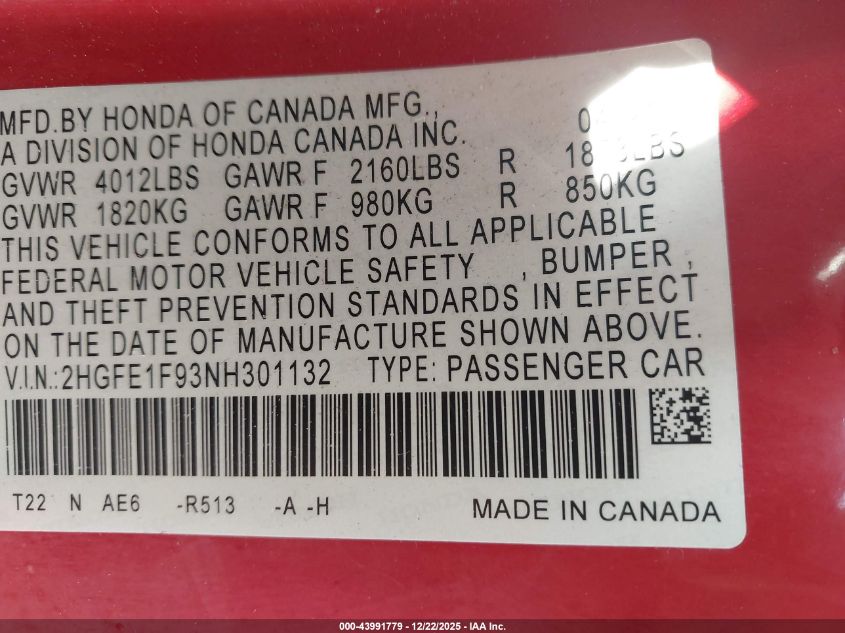 MFD.BY HONDA OF CANADA MFG.,
A DIVISION OF HONDA CANADA INC.
GVWR 4012LBS GAWR F 2160LBS R
GVWR 1820KG GAWR F 980KG R 850KG
THIS VEHICLE CONFORMS TO ALL APPLICABLE
FEDERAL MOTOR VEHICLE SAFETY , BUMPER ,
AND THEFT PREVENTION STANDARDS IN EFFECT
ON THE DATE OF MANUFACTURE SHOWN ABOVE.
V.I.N.:2HGFE1F93NH301132 TYPE:PASSENGER CAR
T22 N AE6 -R513 -A -H MADE IN CANADA
000-43991779 - 12/22/2025 - IAA Inc.